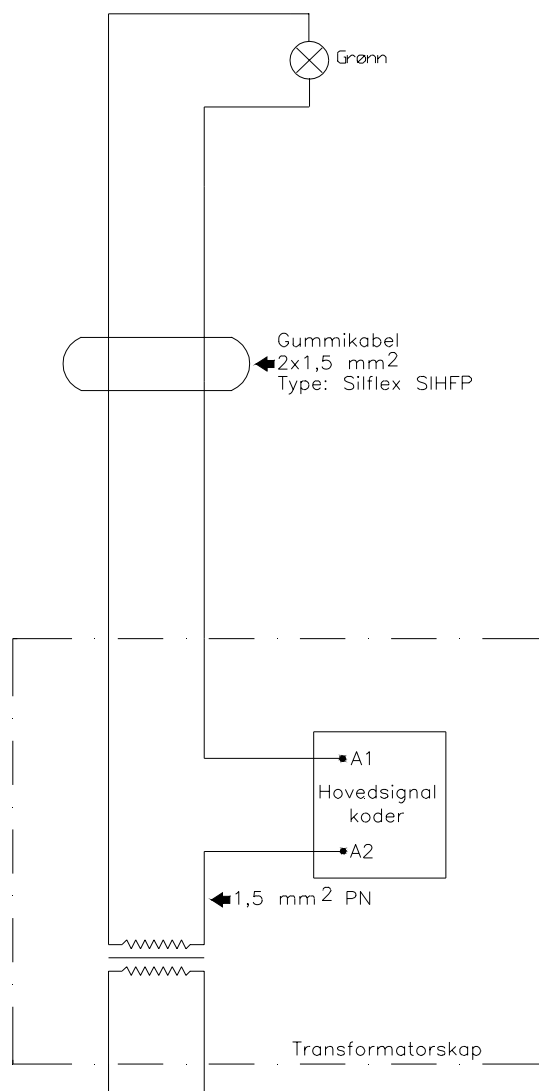 Grønn
Gummikabel
2x1,5 mm²
Type: Silflex SIHFP
A1
Hovedsignal
koder
A2
1,5 mm² PN
Transformatorskap